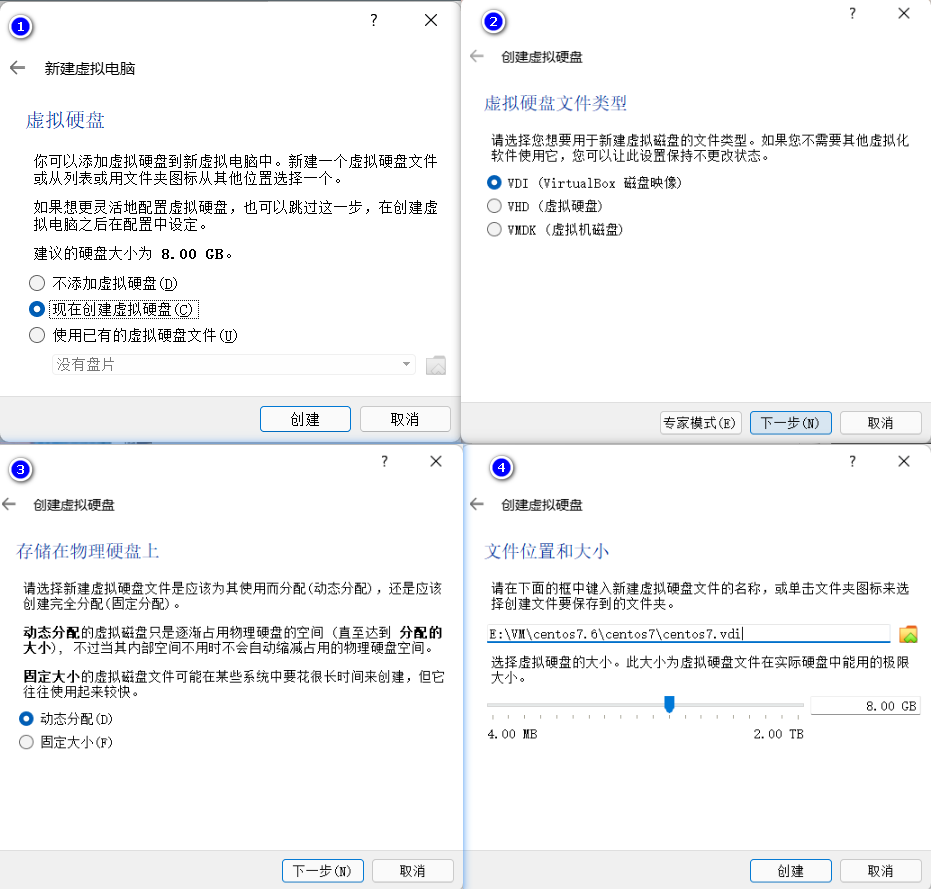 1
?
新建虚拟电脑
虚拟硬盘
你可以添加虚拟硬盘到新虚拟电脑中。新建一个虚拟硬盘文件
或从列表或用文件夹图标从其他位置选择一个。
如果想更灵活地配置虚拟硬盘，也可以跳过这一步，在创建虚
拟电脑之后在配置中设定。
建议的硬盘大小为 8.00 GB。
不添加虚拟硬盘(D)
现在创建虚拟硬盘(C)
使用已有的虚拟硬盘文件(U)
没有盘片
创建 取消
2
?
创建虚拟硬盘
虚拟硬盘文件类型
请选择您想要用于新建虚拟磁盘的文件类型。如果您不需要其他虚拟化
软件使用它，您可以让此设置保持不更改状态。
VDI (VirtualBox 磁盘映像)
VHD (虚拟硬盘)
VMDK (虚拟机磁盘)
专家模式(E) 下一步(N) 取消
3
?
创建虚拟硬盘
存储在物理硬盘上
请选择新建虚拟硬盘文件是应该为其使用而分配(动态分配)，还是应该
创建完全分配(固定分配)。
动态分配的虚拟磁盘只是逐渐占用物理硬盘的空间 (直至达到 分配的
大小)，不过当其内部空间不用时不会自动缩减占用的物理硬盘空间。
固定大小的虚拟磁盘文件可能在某些系统中要花很长时间来创建，但它
往往使用起来较快。
动态分配(D)
固定大小(F)
下一步(N) 取消
4
?
创建虚拟硬盘
文件位置和大小
请在下面的框中键入新建虚拟硬盘文件的名称，或单击文件夹图标来选
择创建文件要保存到的文件夹。
E:\VM\centos7.6\centos7\centos7.vdi
选择虚拟硬盘的大小。此大小为虚拟硬盘文件在实际硬盘中能用的极限
大小。
8.00 GB
4.00 MB 2.00 TB
创建 取消